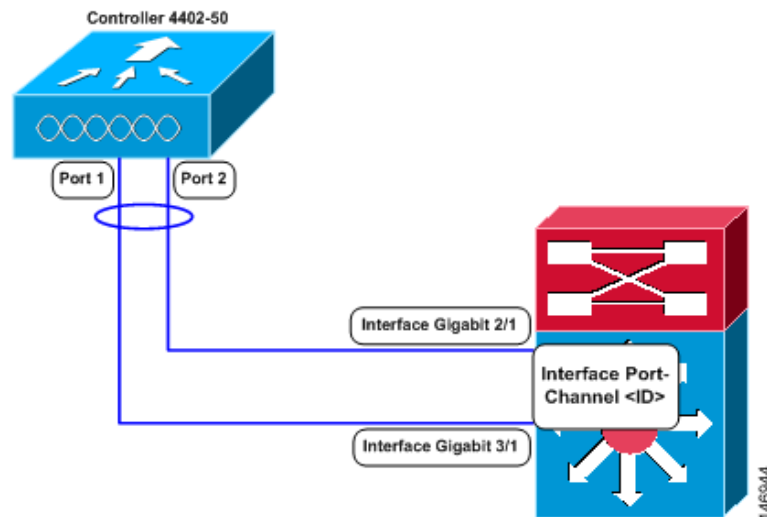 Controller 4402-50
Port 1
Port 2
Interface Gigabit 2/1
Interface Port-
Channel <ID>
Interface Gigabit 3/1
146944